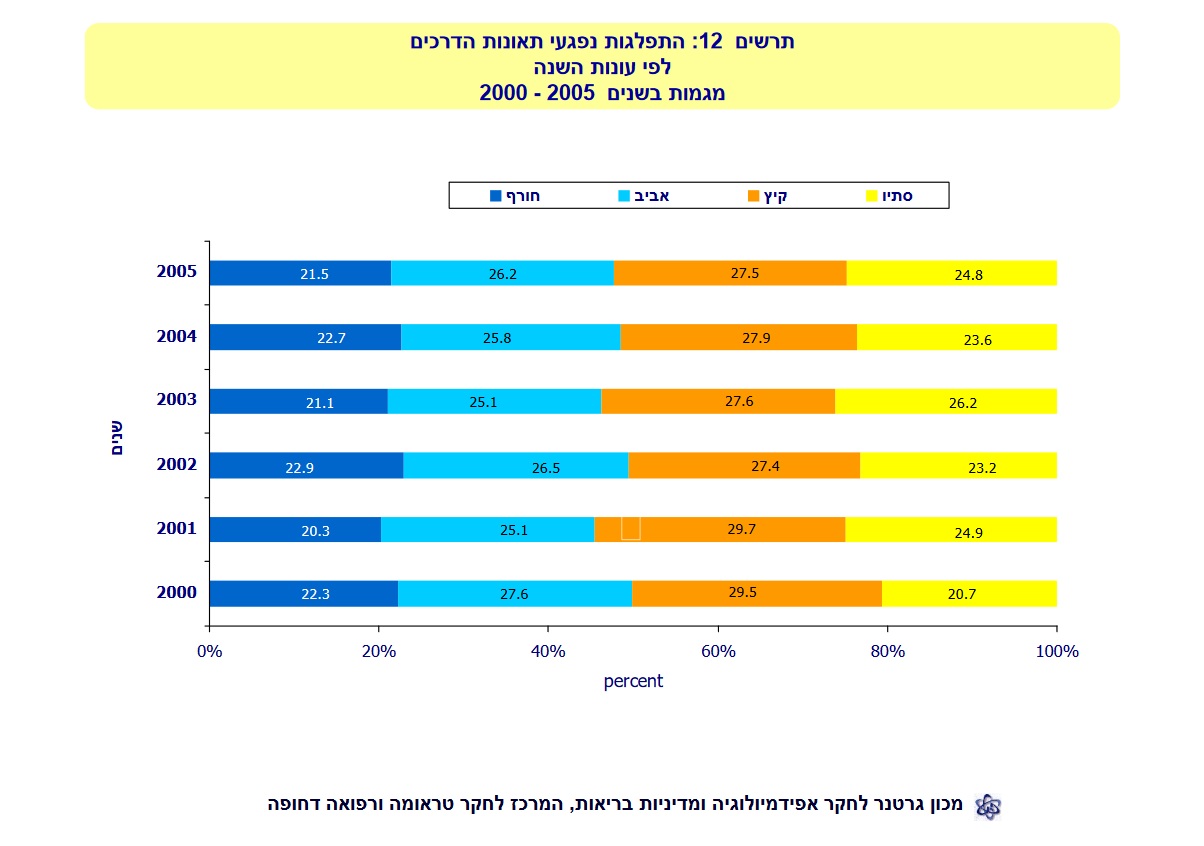 תרשים 12: התפלגות נפגעי תאונות הדרכים
לפי עונות השנה
מגמות בשנים 2005 - 2000
חורף אביב קיץ סתיו
2005 21.5 26.2 27.5 24.8
2004 22.7 25.8 27.9 23.6
2003 21.1 25.1 27.6 26.2
שנים
2002 22.9 26.5 27.4 23.2
2001 20.3 25.1 29.7 24.9
2000 22.3 27.6 29.5 20.7
0% 20% 40% 60% 80% 100%
percent
מכון גרטנר לחקר אפידמיולוגיה ומדיניות בריאות, המרכז לחקר טראומה ורפואה דחופה